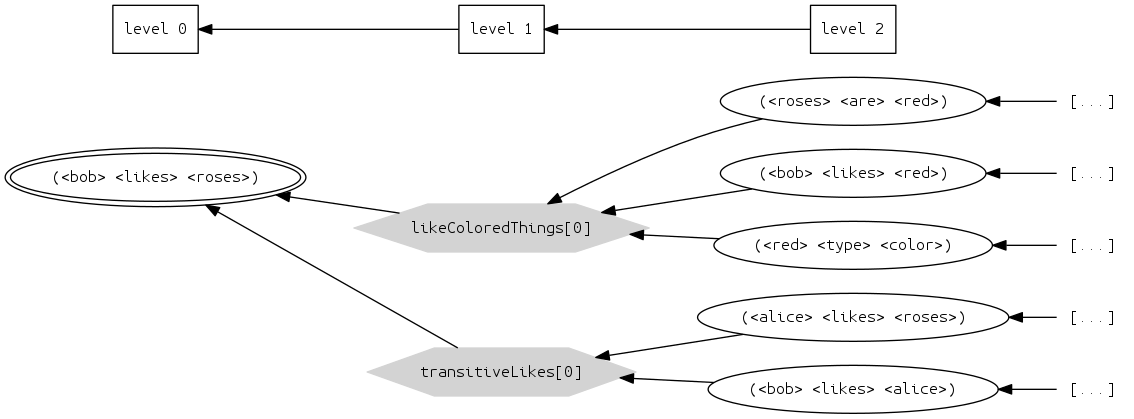 level 0
level 1
level 2
(<roses> <are> <red>)
[...]
(<bob> <likes> <roses>)
(<bob> <likes> <red>)
[...]
likeColoredThings[0]
(<red> <type> <color>)
[...]
(<alice> <likes> <roses>)
[...]
transitiveLikes[0]
(<bob> <likes> <alice>)
[...]